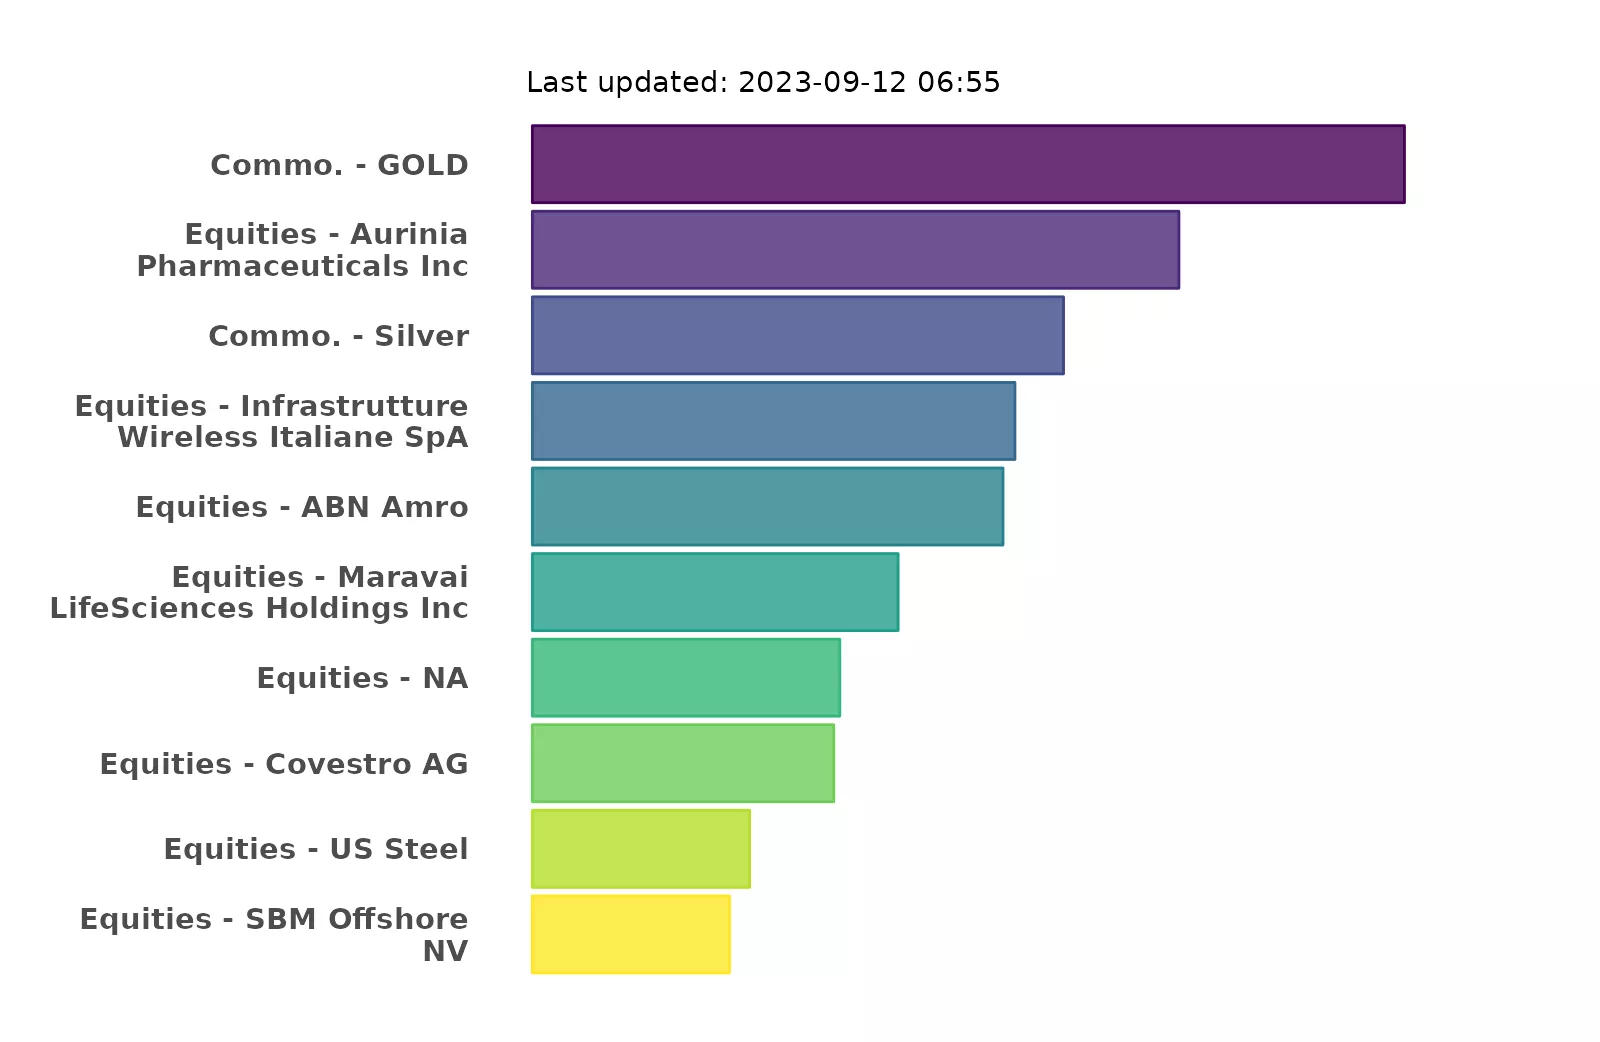 Last updated: 2023-09-12 06:55
Commo. - GOLD
Equities - Aurinia
Pharmaceuticals Inc
Commo. - Silver
Equities - Infrastrutture
Wireless Italiane SpA
Equities - ABN Amro
Equities - Maravai
LifeSciences Holdings Inc
Equities - NA
Equities - Covestro AG
Equities - US Steel
Equities - SBM Offshore
NV